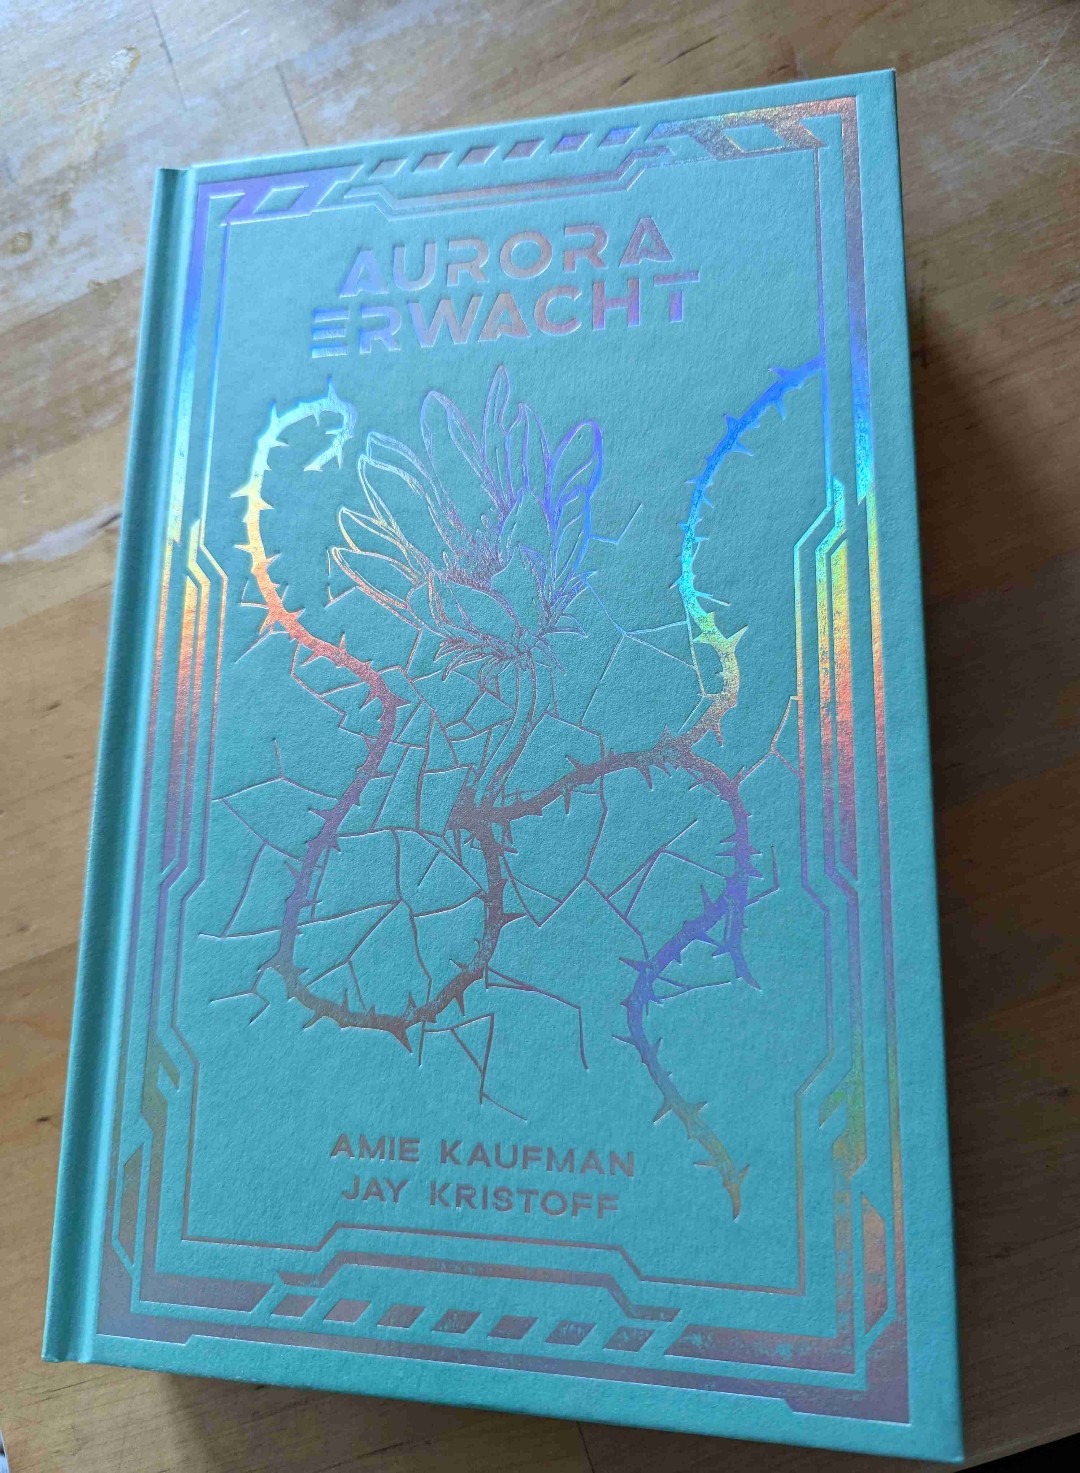 AURORA
ERWACHT
AMIE KAUFMAN
JAY KRISTOFF